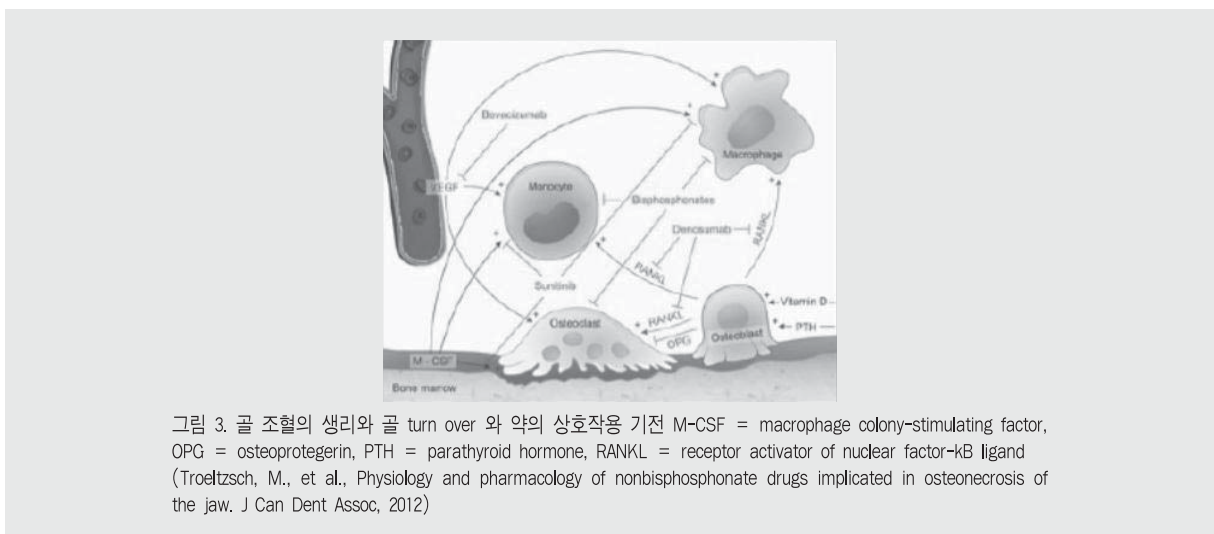 Bevacizumab
Macrophage
VEGF
Monocyte
Bisphosphonates
Denosumab
RANKL
RANKL
Sunitinib
Vitamin D
Osteoclast
RANKL
Osteoblast
PTH
OPG
M-CSF
Bone marrow
그림 3. 골 조혈의 생리와 골 turn over 와 약의 상호작용 기전 M-CSF = macrophage colony-stimulating factor,
OPG = osteoprotegerin, PTH = parathyroid hormone, RANKL = receptor activator of nuclear factor-kB ligand
(Troeltzsch, M., et al., Physiology and pharmacology of nonbisphosphonate drugs implicated in osteonecrosis of
the jaw. J Can Dent Assoc, 2012)